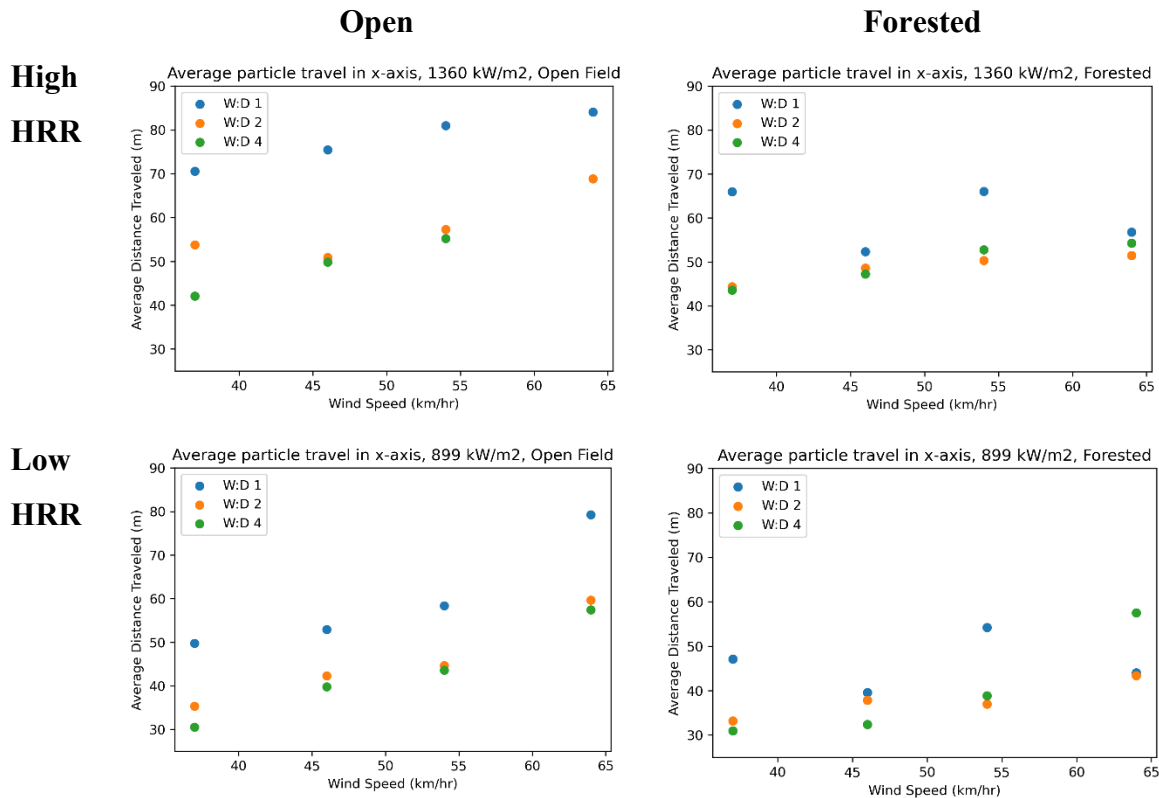 Open
Forested
High
HRR
Average particle travel in x-axis, 1360 kW/m2, Open Field
90
80
70
60
50
40
30
Average Distance Traveled (m)
W:D 1
W:D 2
W:D 4
40 45 50 55 60 65
Wind Speed (km/hr)
Average particle travel in x-axis, 1360 kW/m2, Forested
90
80
70
60
50
40
30
Average Distance Traveled (m)
W:D 1
W:D 2
W:D 4
40 45 50 55 60 65
Wind Speed (km/hr)
Low
HRR
Average particle travel in x-axis, 899 kW/m2, Open Field
90
80
70
60
50
40
30
Average Distance Traveled (m)
W:D 1
W:D 2
W:D 4
40 45 50 55 60 65
Wind Speed (km/hr)
Average particle travel in x-axis, 899 kW/m2, Forested
90
80
70
60
50
40
30
Average Distance Traveled (m)
W:D 1
W:D 2
W:D 4
40 45 50 55 60 65
Wind Speed (km/hr)